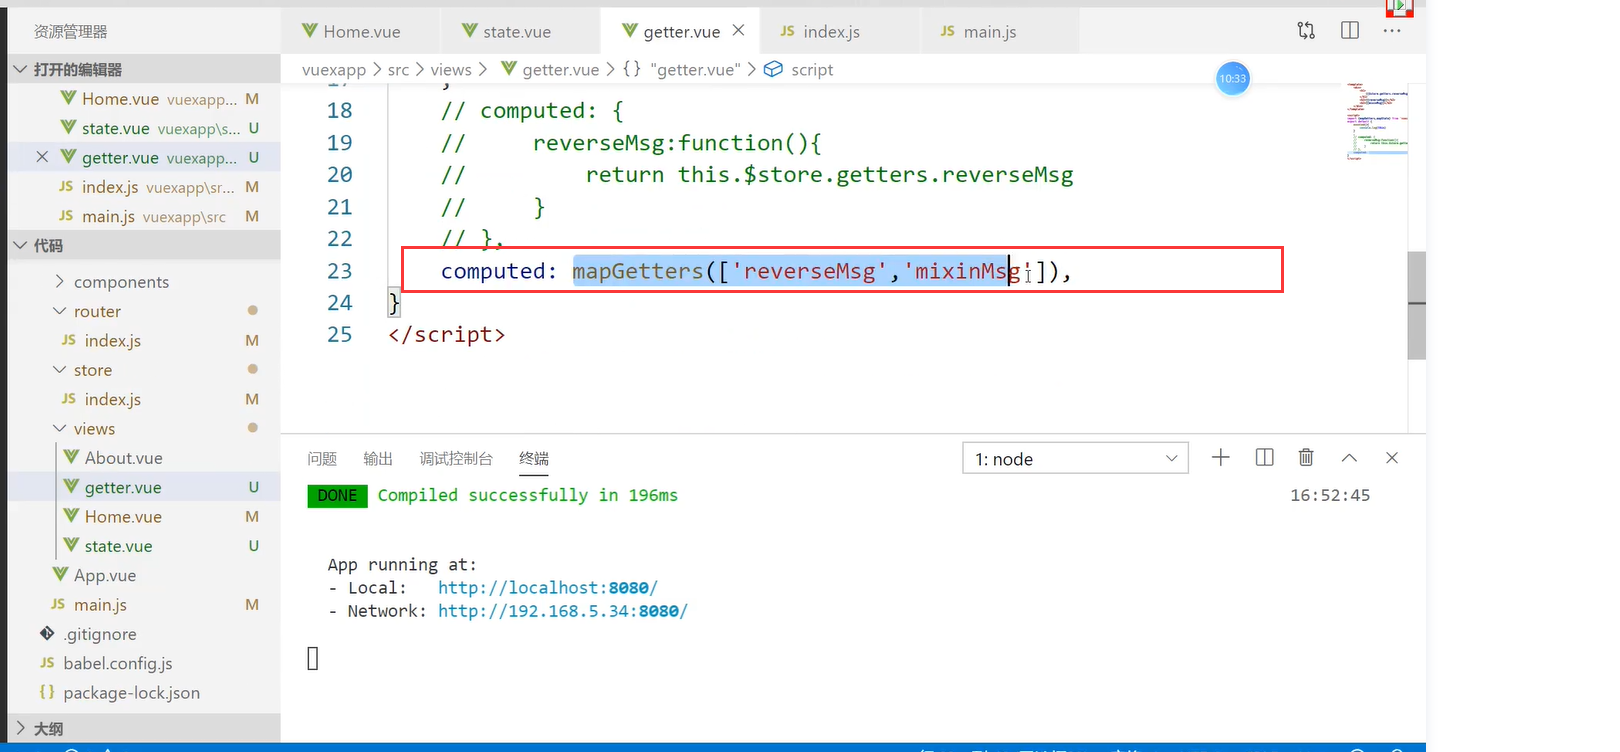 资源管理器
打开的编辑器
Home.vue vuexapp... M
state.vue vuexapp\s... U
getter.vue vuexapp... U
JS index.js vuexapp\sr... M
JS main.js vuexapp\src M
代码
components
router
JS index.js M
store
JS index.js M
views
About.vue
getter.vue U
Home.vue M
state.vue U
App.vue
JS main.js M
.gitignore
JS babel.config.js
{} package-lock.json
大纲
Home.vue state.vue getter.vue JS index.js JS main.js
vuexapp > src > views > getter.vue > {} "getter.vue" > script
10:33
18 // computed: {
19 // reverseMsg:function(){
20 // return this.$store.getters.reverseMsg
21 // }
22 // },
23 computed: mapGetters(['reverseMsg','mixinMsg']),
24 }
25 </script>
问题 输出 调试控制台 终端 1: node
DONE Compiled successfully in 196ms 16:52:45
App running at:
- Local: http://localhost:8080/
- Network: http://192.168.5.34:8080/